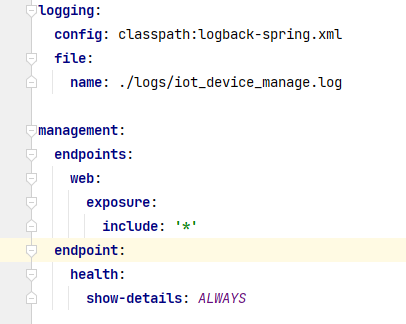 logging:
  config: classpath:logback-spring.xml
  file:
    name: ./logs/iot_device_manage.log
management:
  endpoints:
    web:
      exposure:
        include: '*'
  endpoint:
    health:
      show-details: ALWAYS